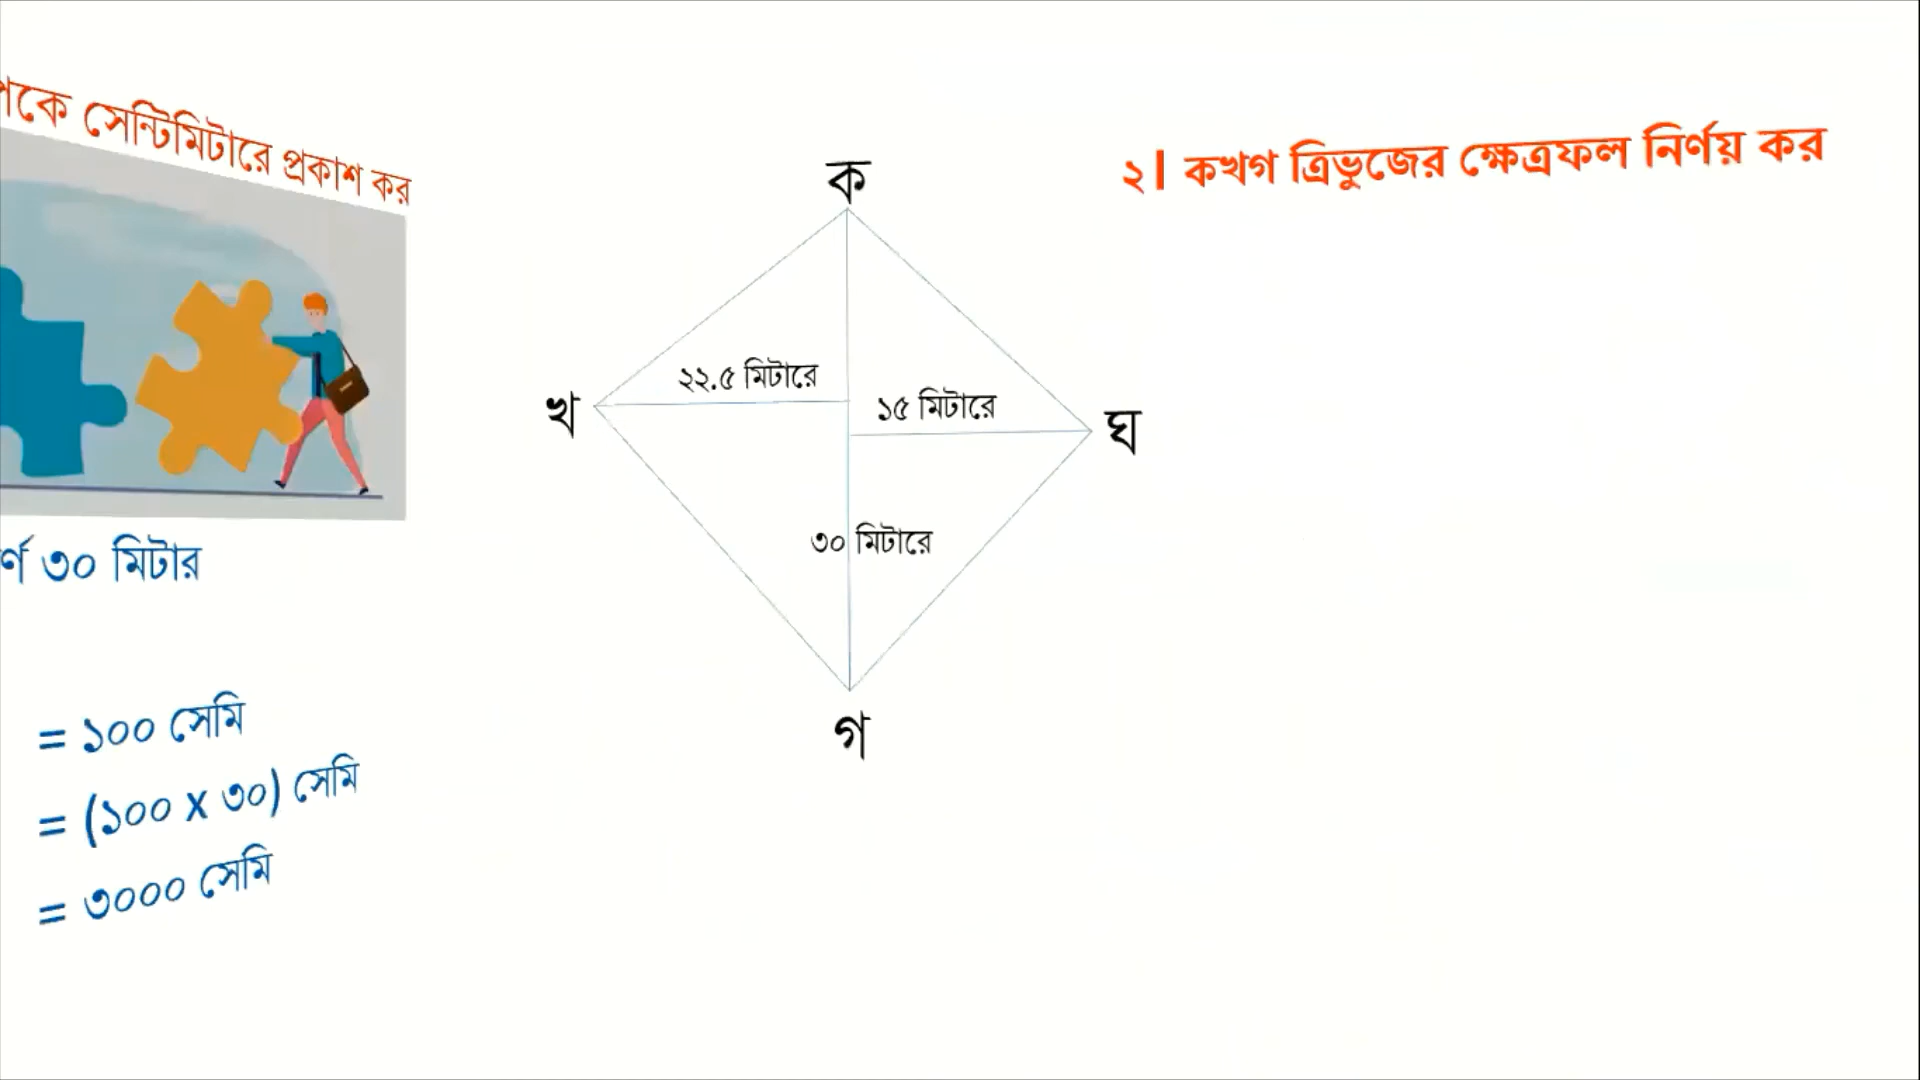 সেন্টিমিটারে প্রকাশ কর
৩০ মিটার
= ১০০ সেমি
= (১০০ x ৩০) সেমি
= ৩০০০ সেমি
ক
২২.৫ মিটারে
১৫ মিটারে
খ
ঘ
৩০ মিটারে
গ
২। কখগ ত্রিভুজের ক্ষেত্রফল নির্ণয় কর